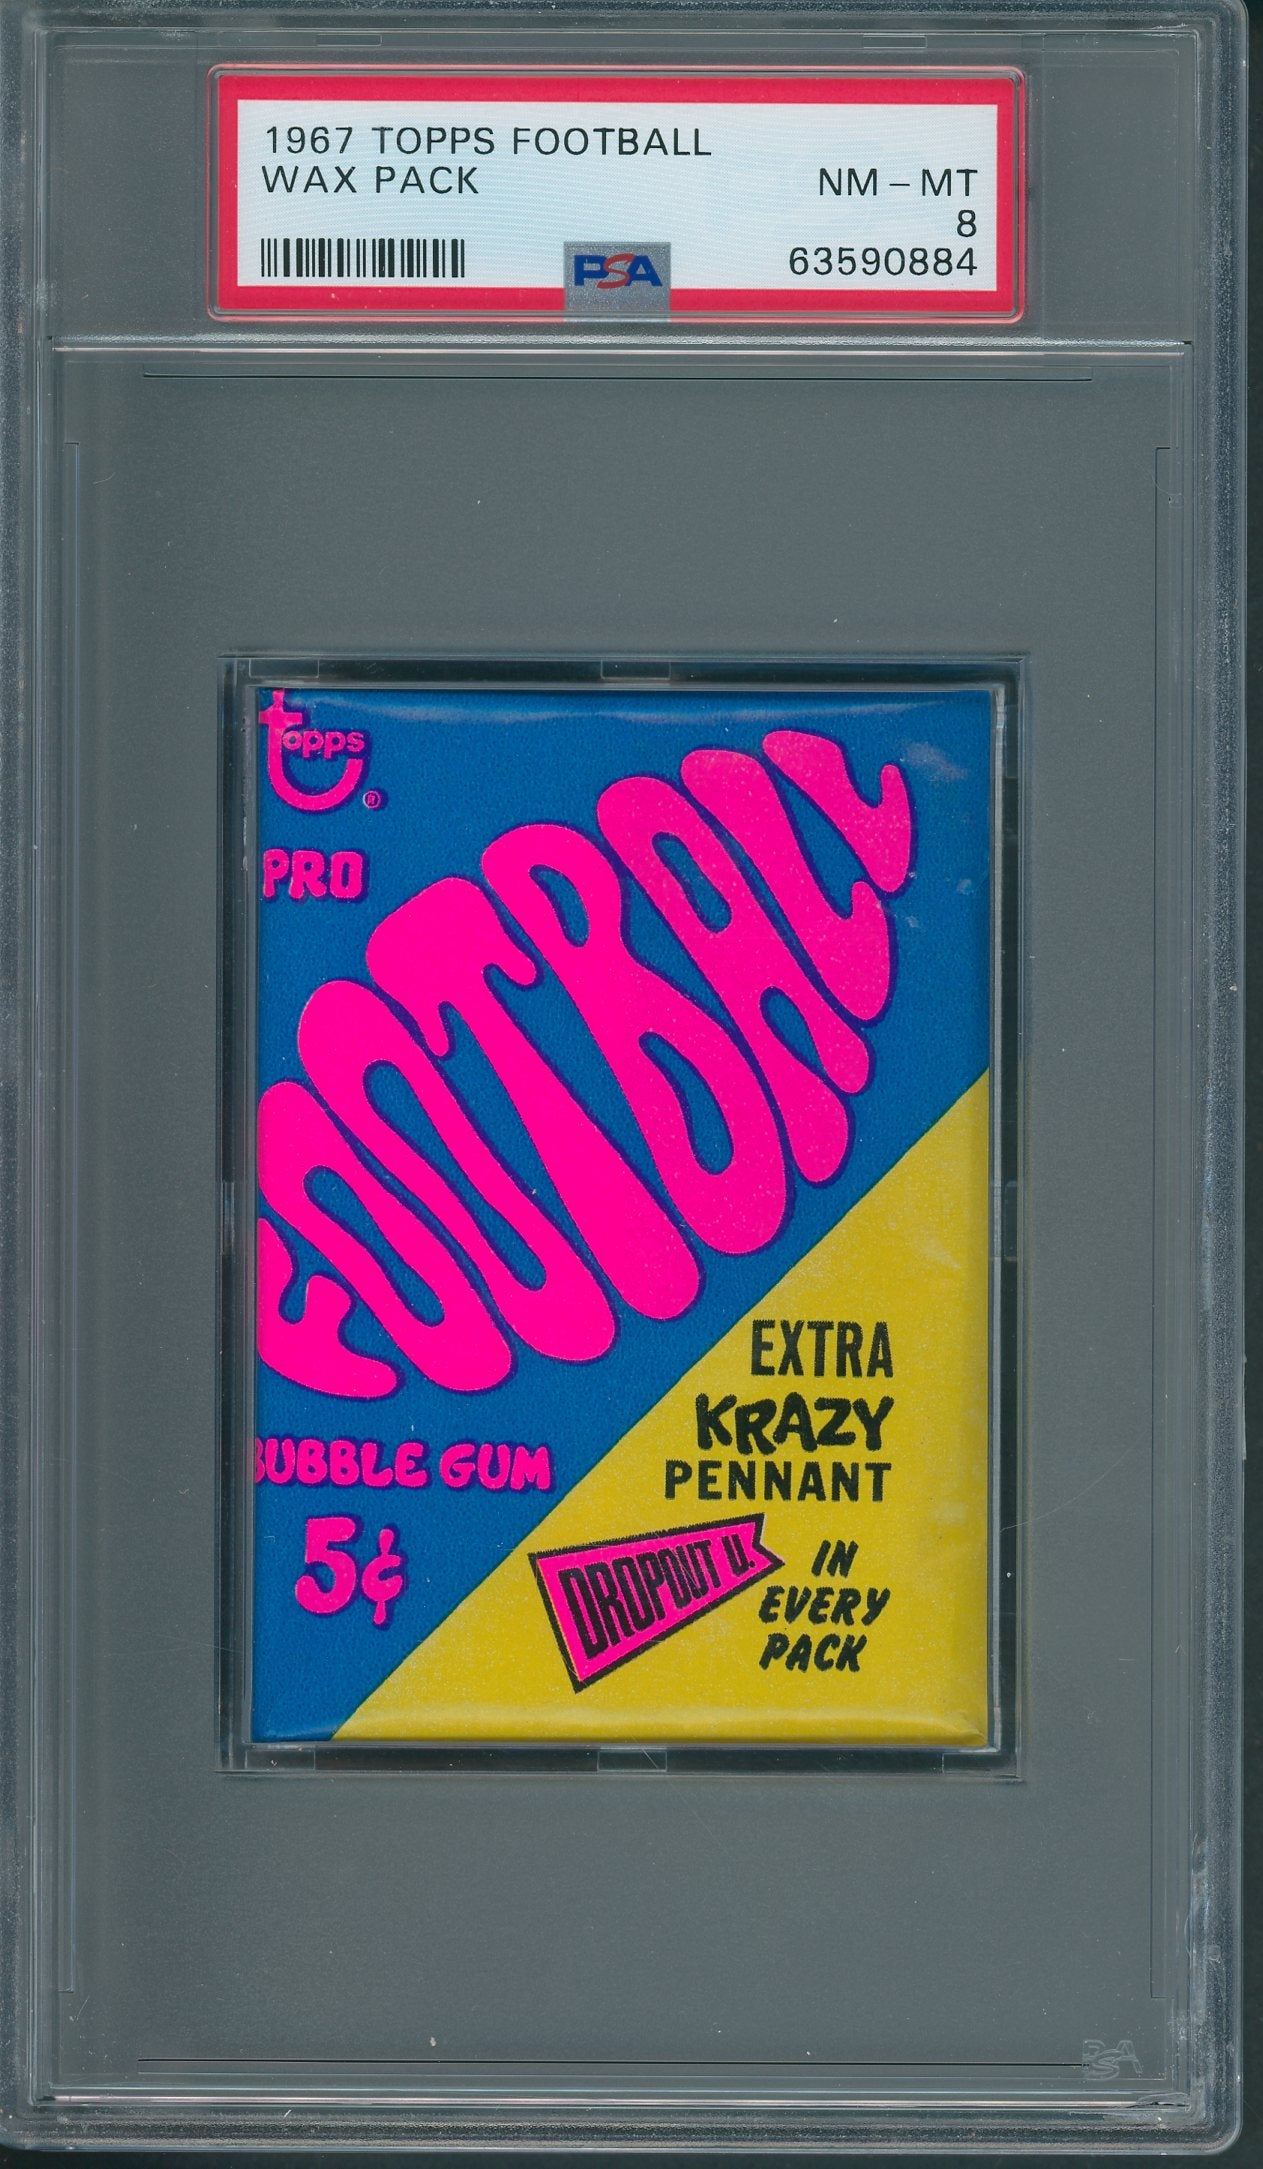 1967 TOPPS FOOTBALL
WAX PACK
NM - MT
8
63590884
PSA
topps
®
PRO
FOOTBALL
BUBBLE GUM
5¢
EXTRA
KRAZY
PENNANT
DROPOUT U.
IN
EVERY
PACK
PSA